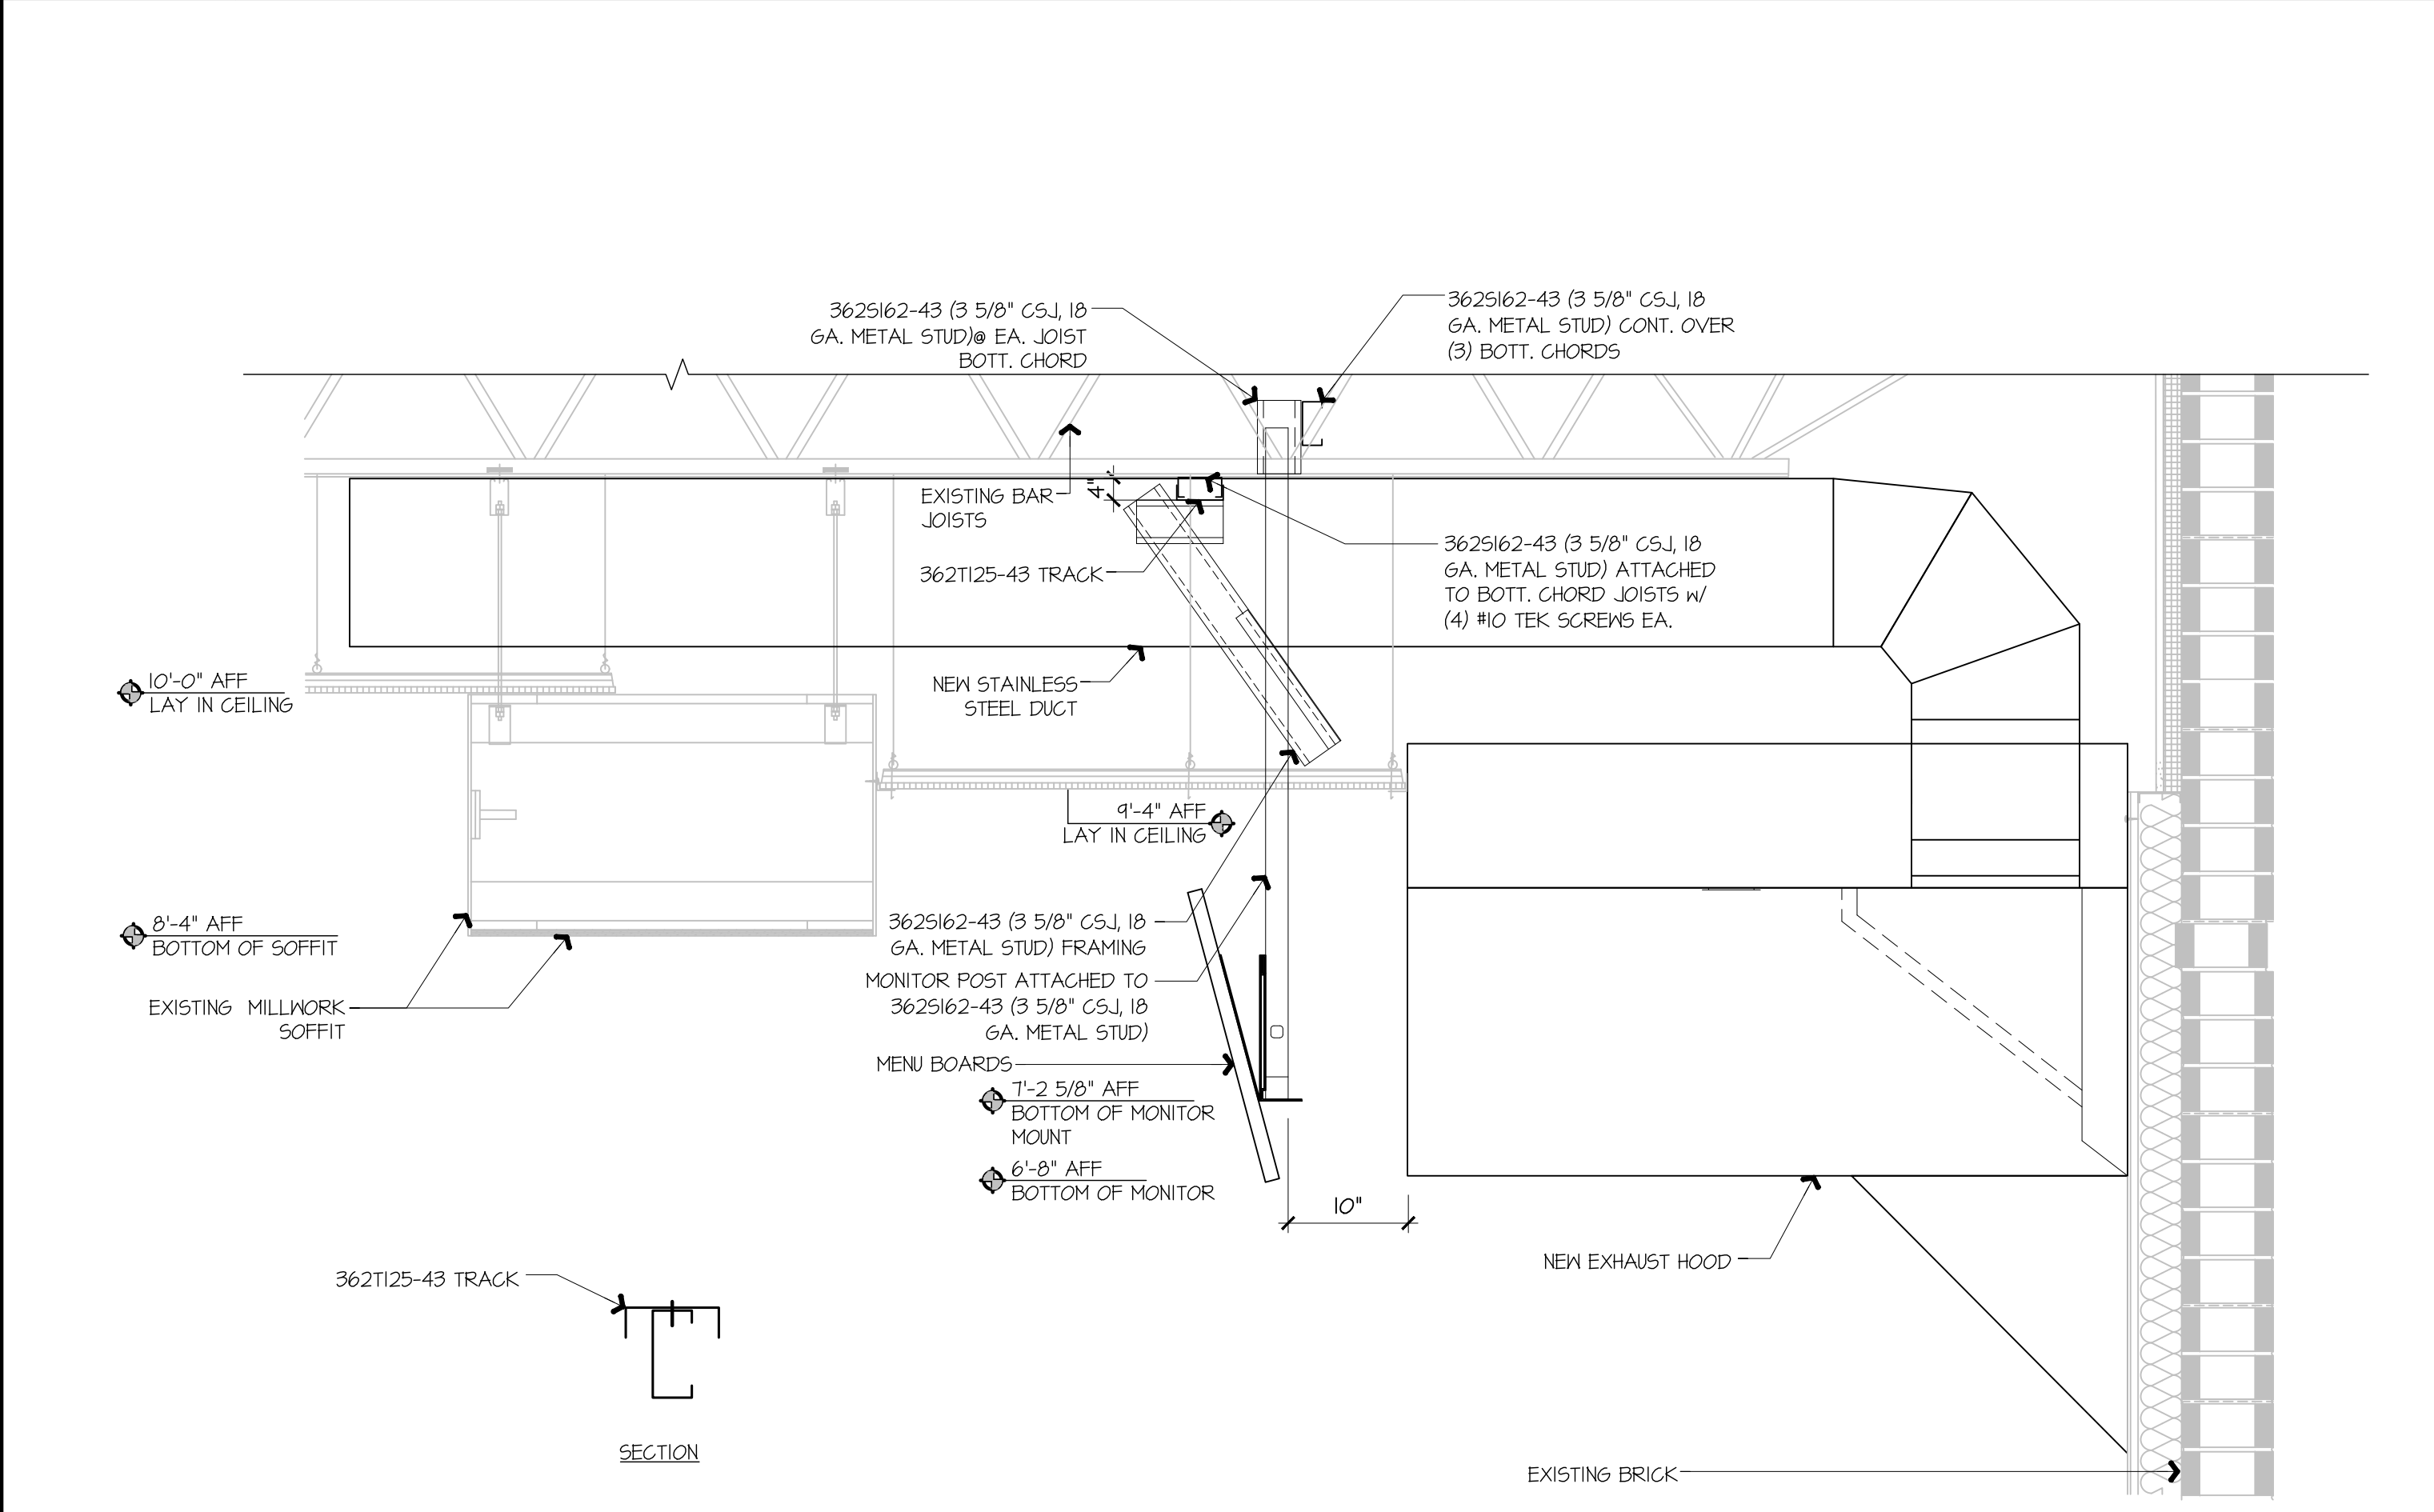 362S162-43 (3 5/8" CSJ, 18
GA. METAL STUD)@ EA. JOIST
BOTT. CHORD
362S162-43 (3 5/8" CSJ, 18
GA. METAL STUD) CONT. OVER
(3) BOTT. CHORDS
4"
EXISTING BAR
JOISTS
362T125-43 TRACK
362S162-43 (3 5/8" CSJ, 18
GA. METAL STUD) ATTACHED
TO BOTT. CHORD JOISTS W/
(4) #10 TEK SCREWS EA.
10'-0" AFF
LAY IN CEILING
NEW STAINLESS
STEEL DUCT
9'-4" AFF
LAY IN CEILING
8'-4" AFF
BOTTOM OF SOFFIT
EXISTING MILLWORK
SOFFIT
362S162-43 (3 5/8" CSJ, 18
GA. METAL STUD) FRAMING
MONITOR POST ATTACHED TO
362S162-43 (3 5/8" CSJ, 18
GA. METAL STUD)
MENU BOARDS
7'-2 5/8" AFF
BOTTOM OF MONITOR
MOUNT
6'-8" AFF
BOTTOM OF MONITOR
10"
NEW EXHAUST HOOD
362T125-43 TRACK
SECTION
EXISTING BRICK